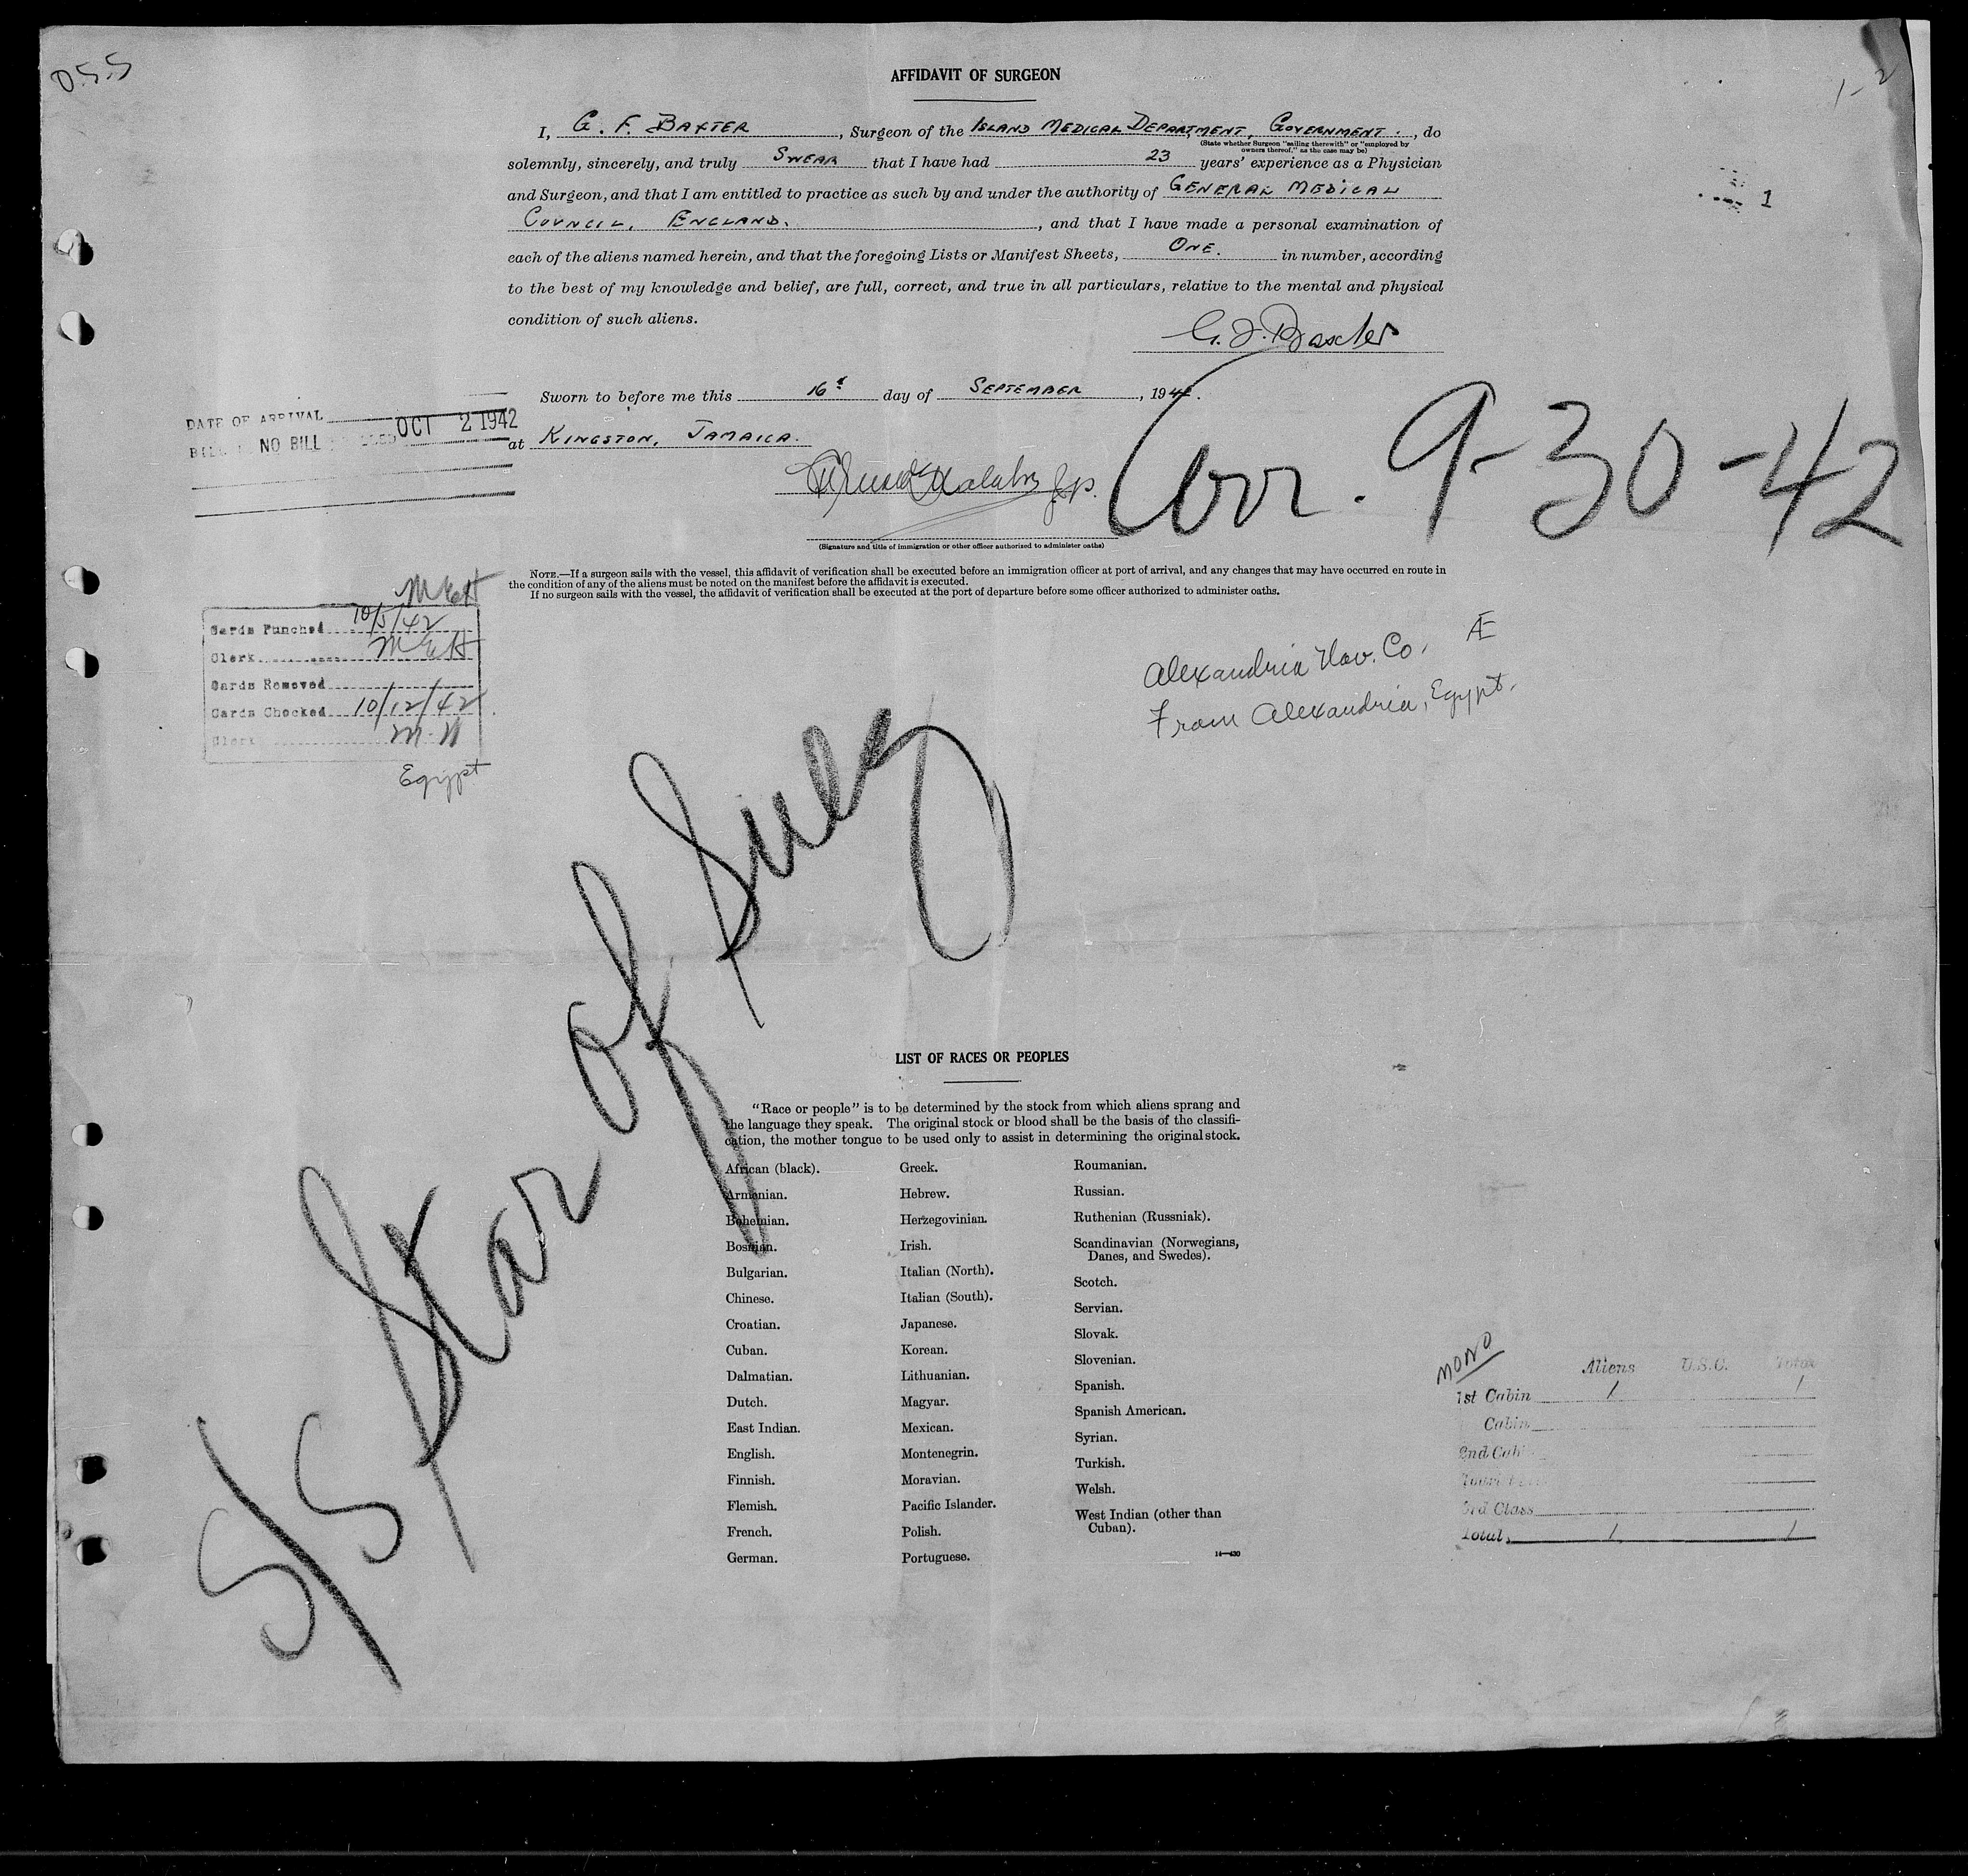 O.S.S
1-2
AFFIDAVIT OF SURGEON
I, G. F. BAXTER, Surgeon of the ISLAND MEDICAL DEPARTMENT, GOVERNMENT., do
(State whether Surgeon "sailing therewith" or "employed by
owners thereof," as the case may be)
solemnly, sincerely, and truly SWEAR that I have had 23 years' experience as a Physician
and Surgeon, and that I am entitled to practice as such by and under the authority of GENERAL MEDICAL
COUNCIL, ENGLAND., and that I have made a personal examination of
1
each of the aliens named herein, and that the foregoing Lists or Manifest Sheets, ONE. in number, according
to the best of my knowledge and belief, are full, correct, and true in all particulars, relative to the mental and physical
condition of such aliens.
G. F. Baxter
Sworn to before me this 16 day of SEPTEMBER, 1942.
at KINGSTON, JAMAICA.
J.P.
DATE OF ARRIVAL OCT 2 1942
NO BILL
9-30-42
(Signature and title of immigration or other officer authorized to administer oaths)
NOTE.—If a surgeon sails with the vessel, this affidavit of verification shall be executed before an immigration officer at port of arrival, and any changes that may have occurred en route in
the condition of any of the aliens must be noted on the manifest before the affidavit is executed.
If no surgeon sails with the vessel, the affidavit of verification shall be executed at the port of departure before some officer authorized to administer oaths.
MEH
Cards Punched 10/5/42
Clerk MEH
Cards Removed
Cards Checked 10/12/42
Clerk M.W
Egypt
Alexandria Nav. Co. Æ
From Alexandria, Egypt.
S/S Star of Suez
LIST OF RACES OR PEOPLES
"Race or people" is to be determined by the stock from which aliens sprang and
the language they speak. The original stock or blood shall be the basis of the classifi-
cation, the mother tongue to be used only to assist in determining the original stock.
African (black).
Armenian.
Bohemian.
Bosnian.
Bulgarian.
Chinese.
Croatian.
Cuban.
Dalmatian.
Dutch.
East Indian.
English.
Finnish.
Flemish.
French.
German.
Greek.
Hebrew.
Herzegovinian.
Irish.
Italian (North).
Italian (South).
Japanese.
Korean.
Lithuanian.
Magyar.
Mexican.
Montenegrin.
Moravian.
Pacific Islander.
Polish.
Portuguese.
Roumanian.
Russian.
Ruthenian (Russniak).
Scandinavian (Norwegians,
Danes, and Swedes).
Scotch.
Servian.
Slovak.
Slovenian.
Spanish.
Spanish American.
Syrian.
Turkish.
Welsh.
West Indian (other than
Cuban).
14—430
MONO
Aliens U.S.C. Total
1st Cabin 1 1
Cabin
2nd Cab
3rd Class
Total, 1 1